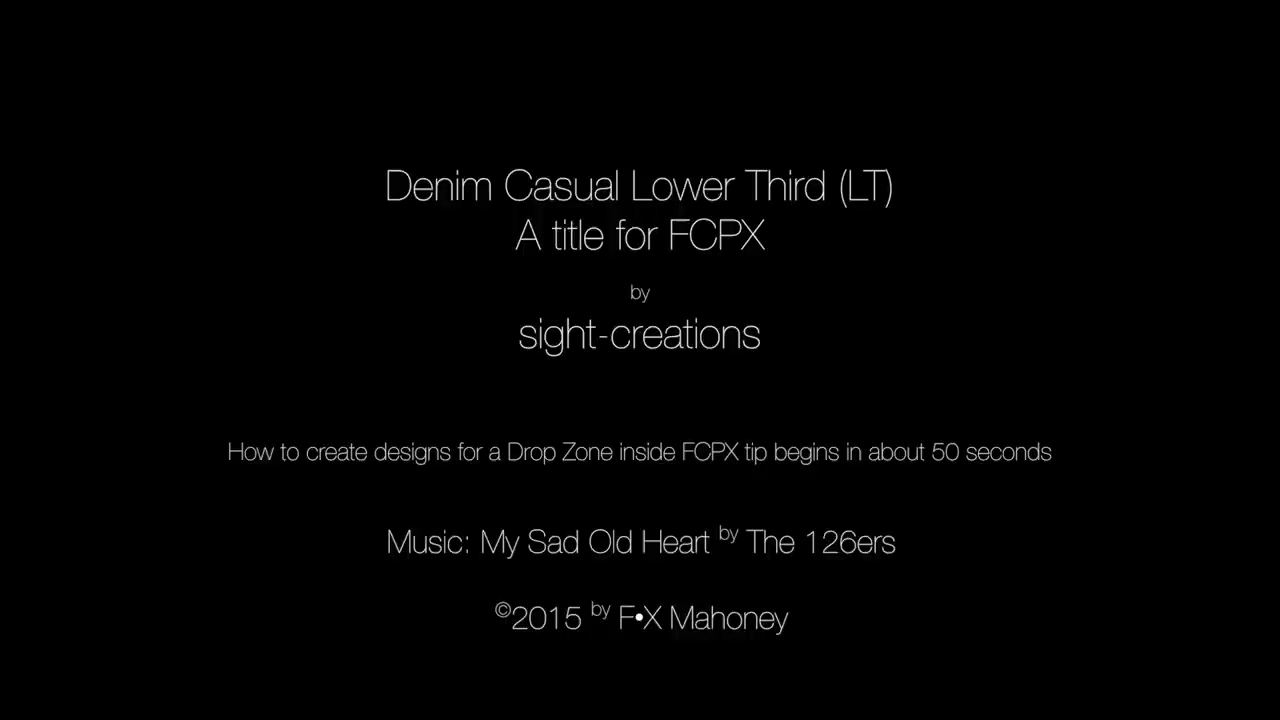 Denim Casual Lower Third (LT)
A title for FCPX
by
sight-creations
How to create designs for a Drop Zone inside FCPX tip begins in about 50 seconds
Music: My Sad Old Heart by The 126ers
©2015 by F•X Mahoney